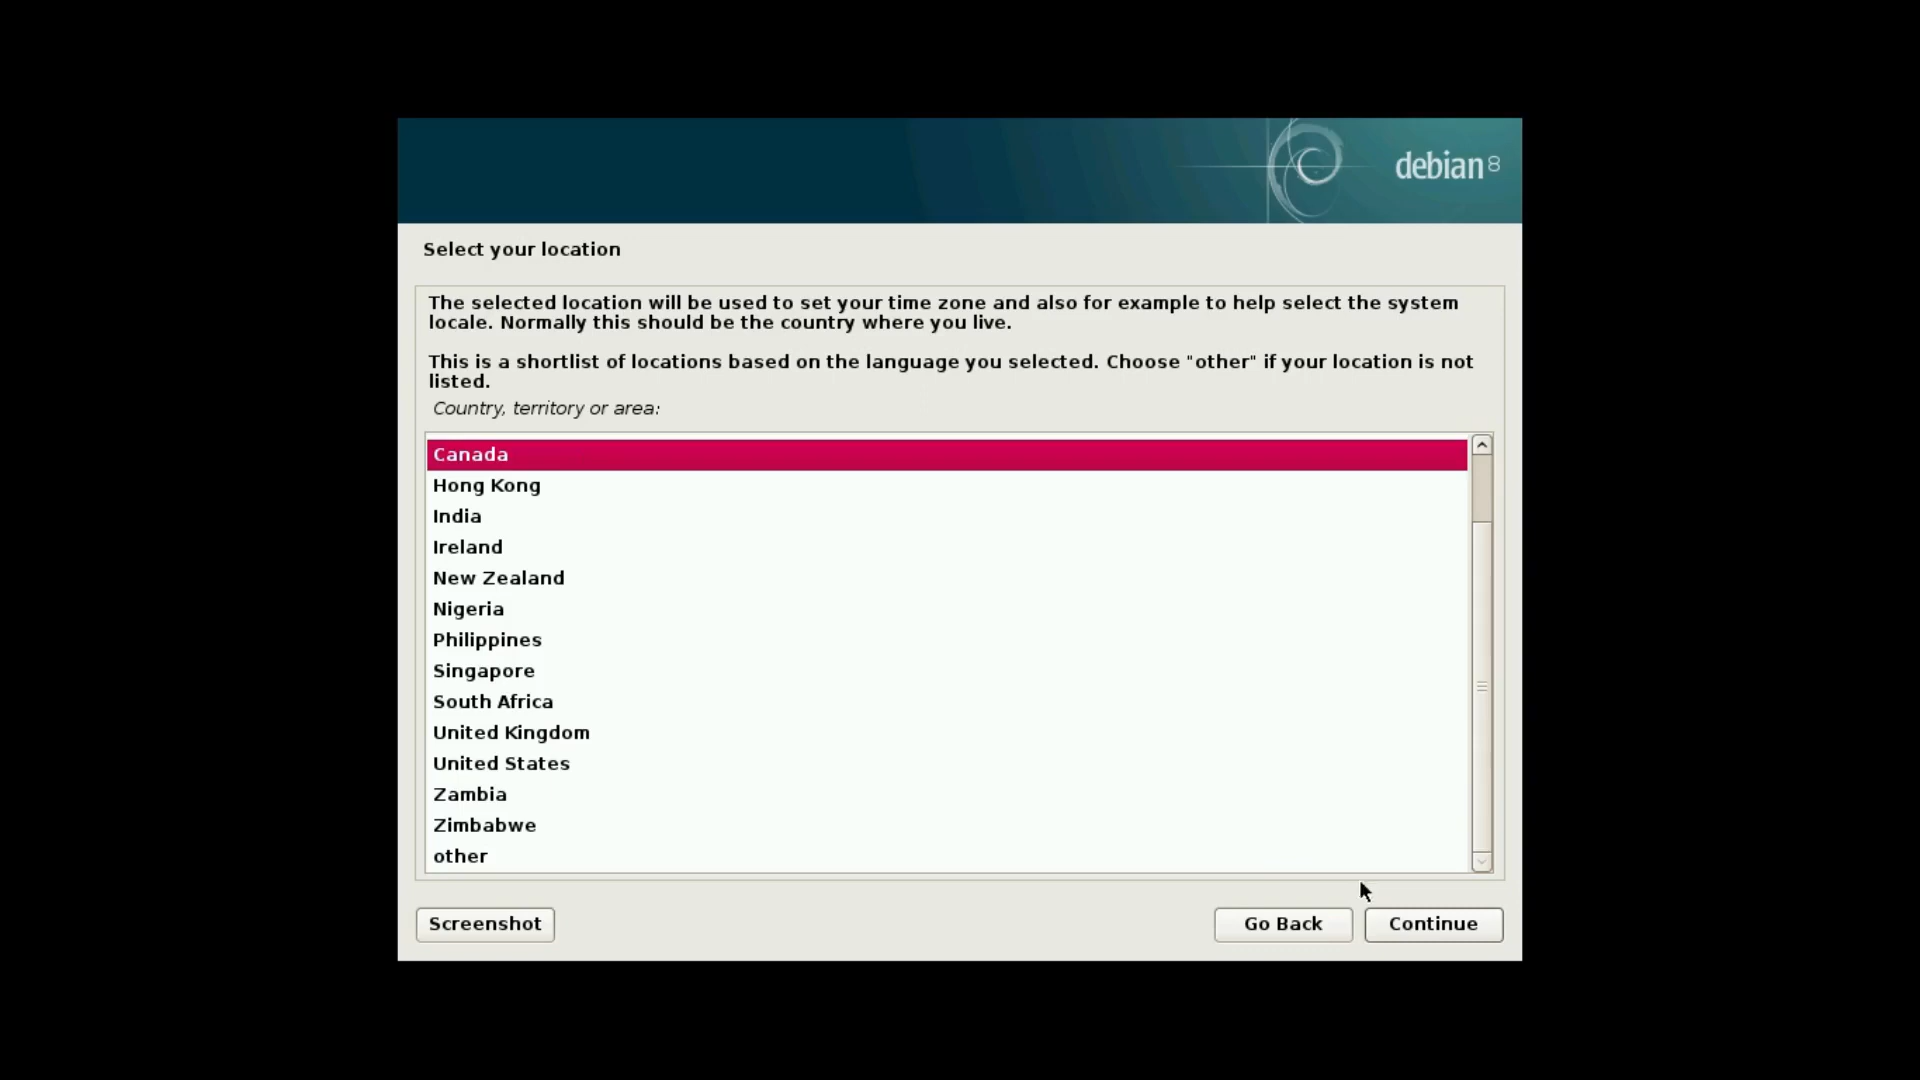 debian 8
Select your location
The selected location will be used to set your time zone and also for example to help select the system
locale. Normally this should be the country where you live.
This is a shortlist of locations based on the language you selected. Choose "other" if your location is not
listed.
Country, territory or area:
Canada
Hong Kong
India
Ireland
New Zealand
Nigeria
Philippines
Singapore
South Africa
United Kingdom
United States
Zambia
Zimbabwe
other
Screenshot
Go Back
Continue